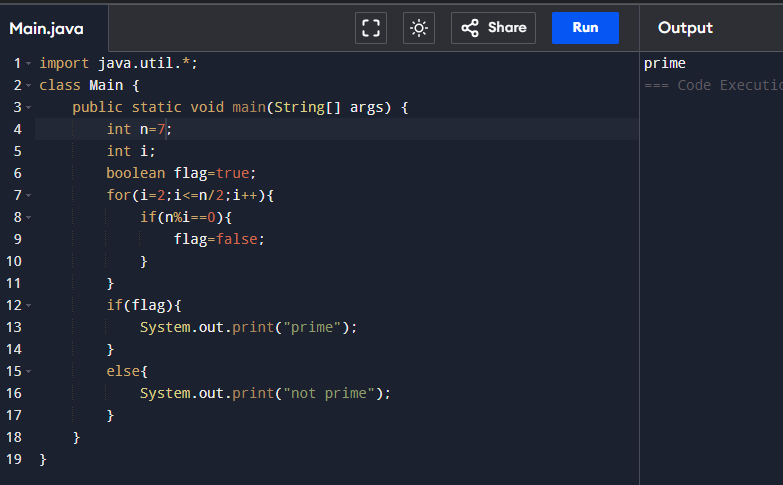 Main.java
Share
Run
Output
1 import java.util.*;
2 class Main {
3     public static void main(String[] args) {
4         int n=7;
5         int i;
6         boolean flag=true;
7         for(i=2;i<=n/2;i++){
8             if(n%i==0){
9                 flag=false;
10             }
11         }
12         if(flag){
13             System.out.print("prime");
14         }
15         else{
16             System.out.print("not prime");
17         }
18     }
19 }
prime
=== Code Executio